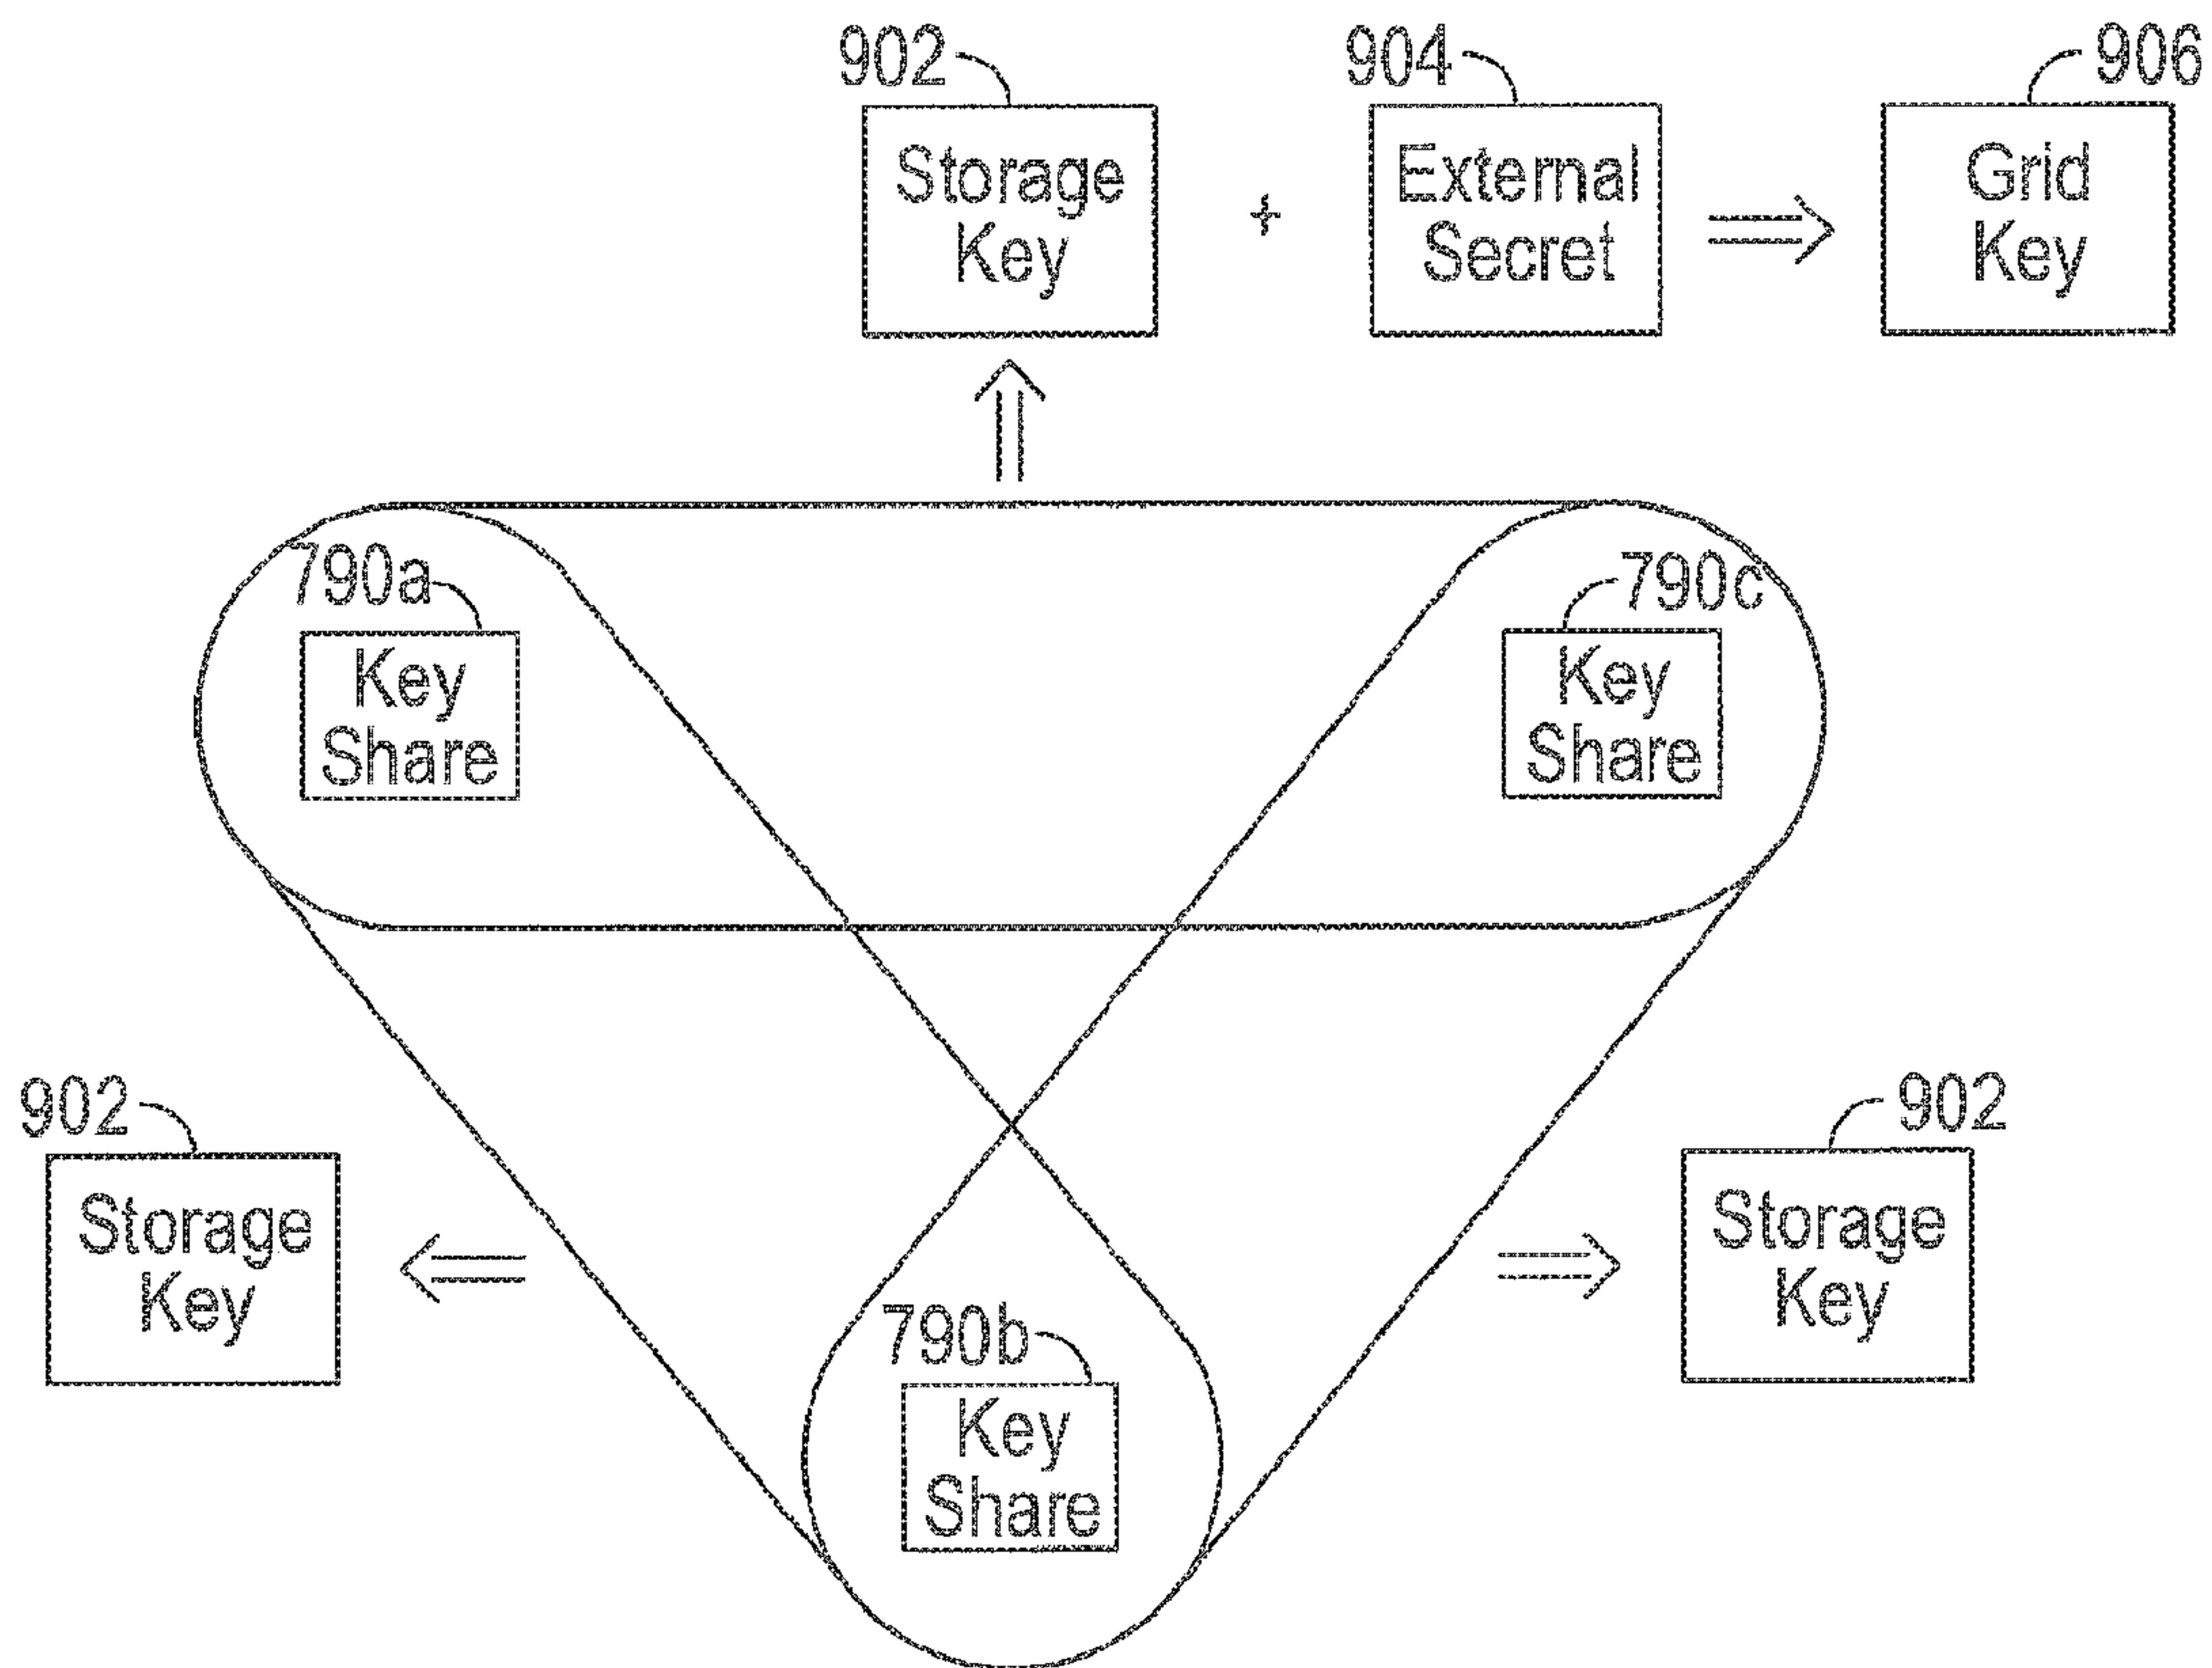 902
904
906
Storage
Key
+
External
Secret
Grid
Key
790a
Key
Share
790c
Key
Share
902
Storage
Key
902
Storage
Key
790b
Key
Share